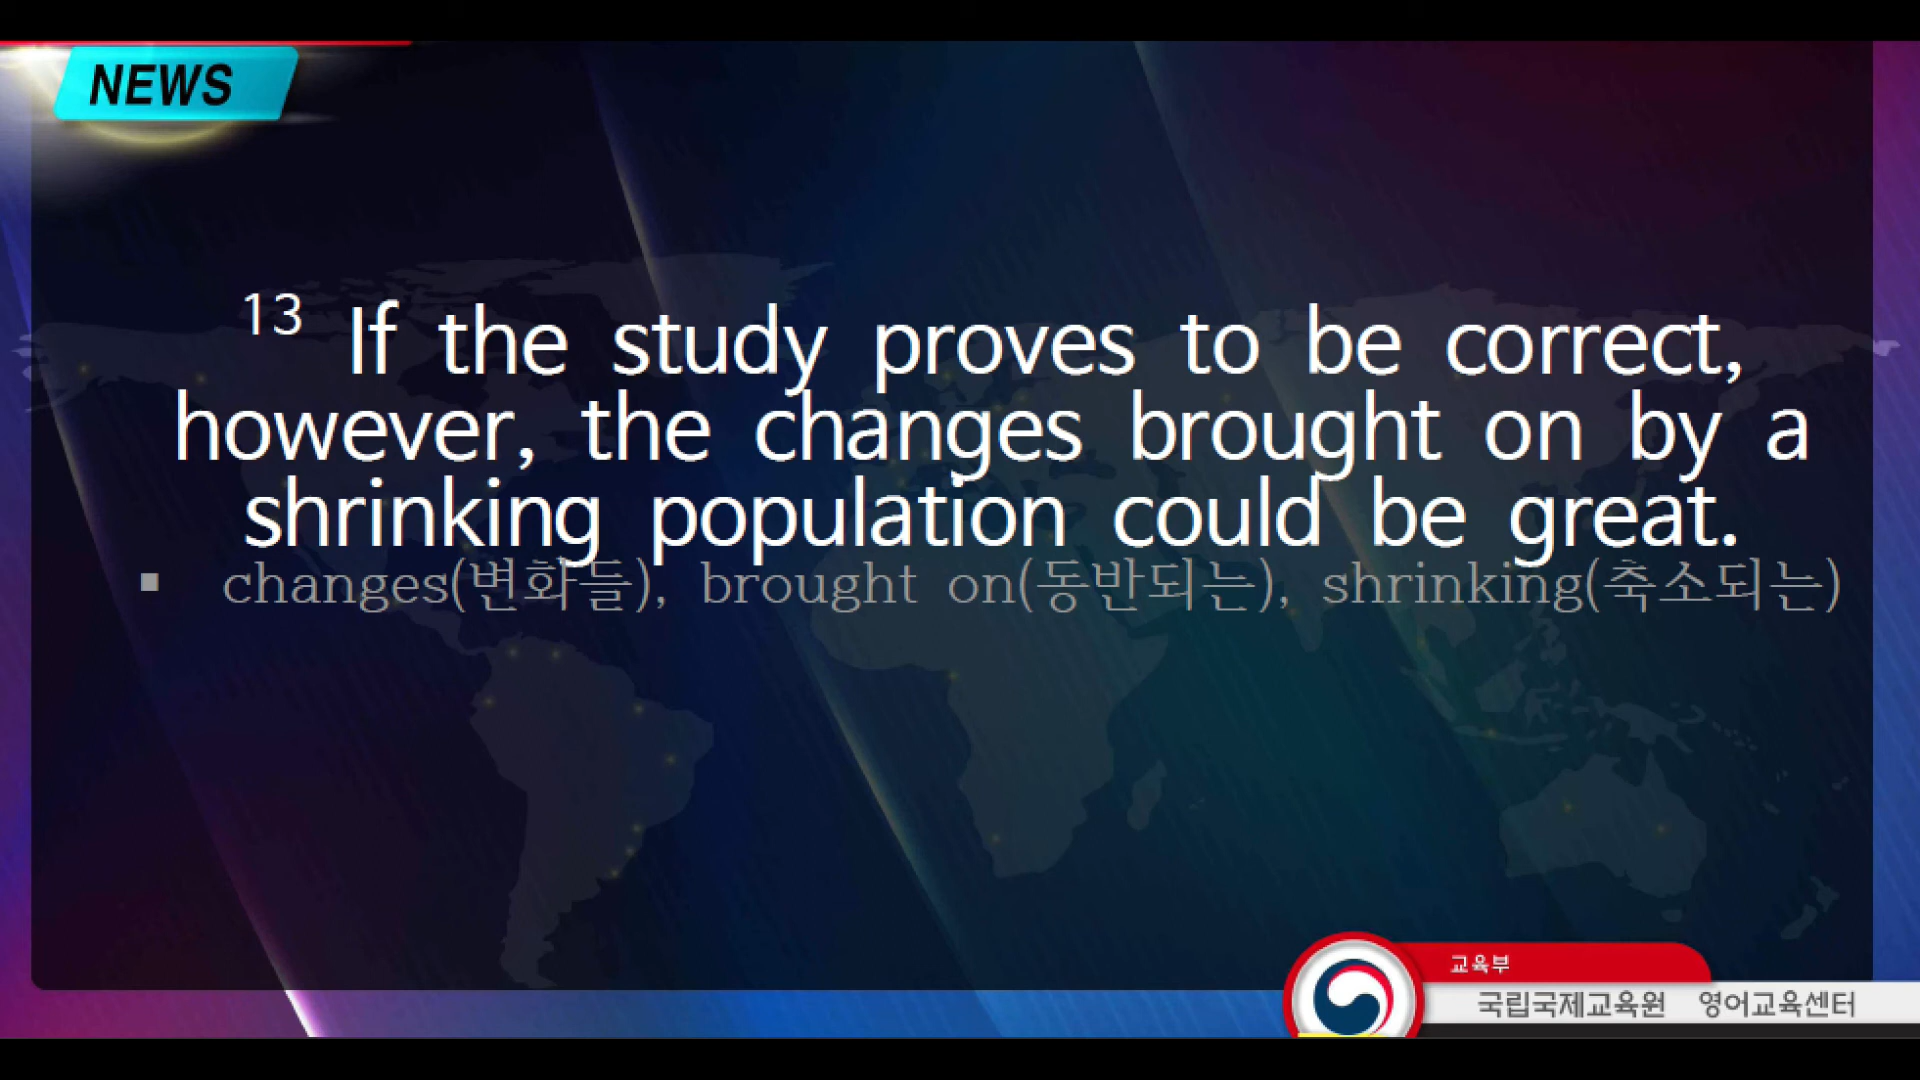 NEWS
13 If the study proves to be correct,
however, the changes brought on by a
shrinking population could be great.
▪ changes(변화들), brought on(동반되는), shrinking(축소되는)
교육부
국립국제교육원 영어교육센터